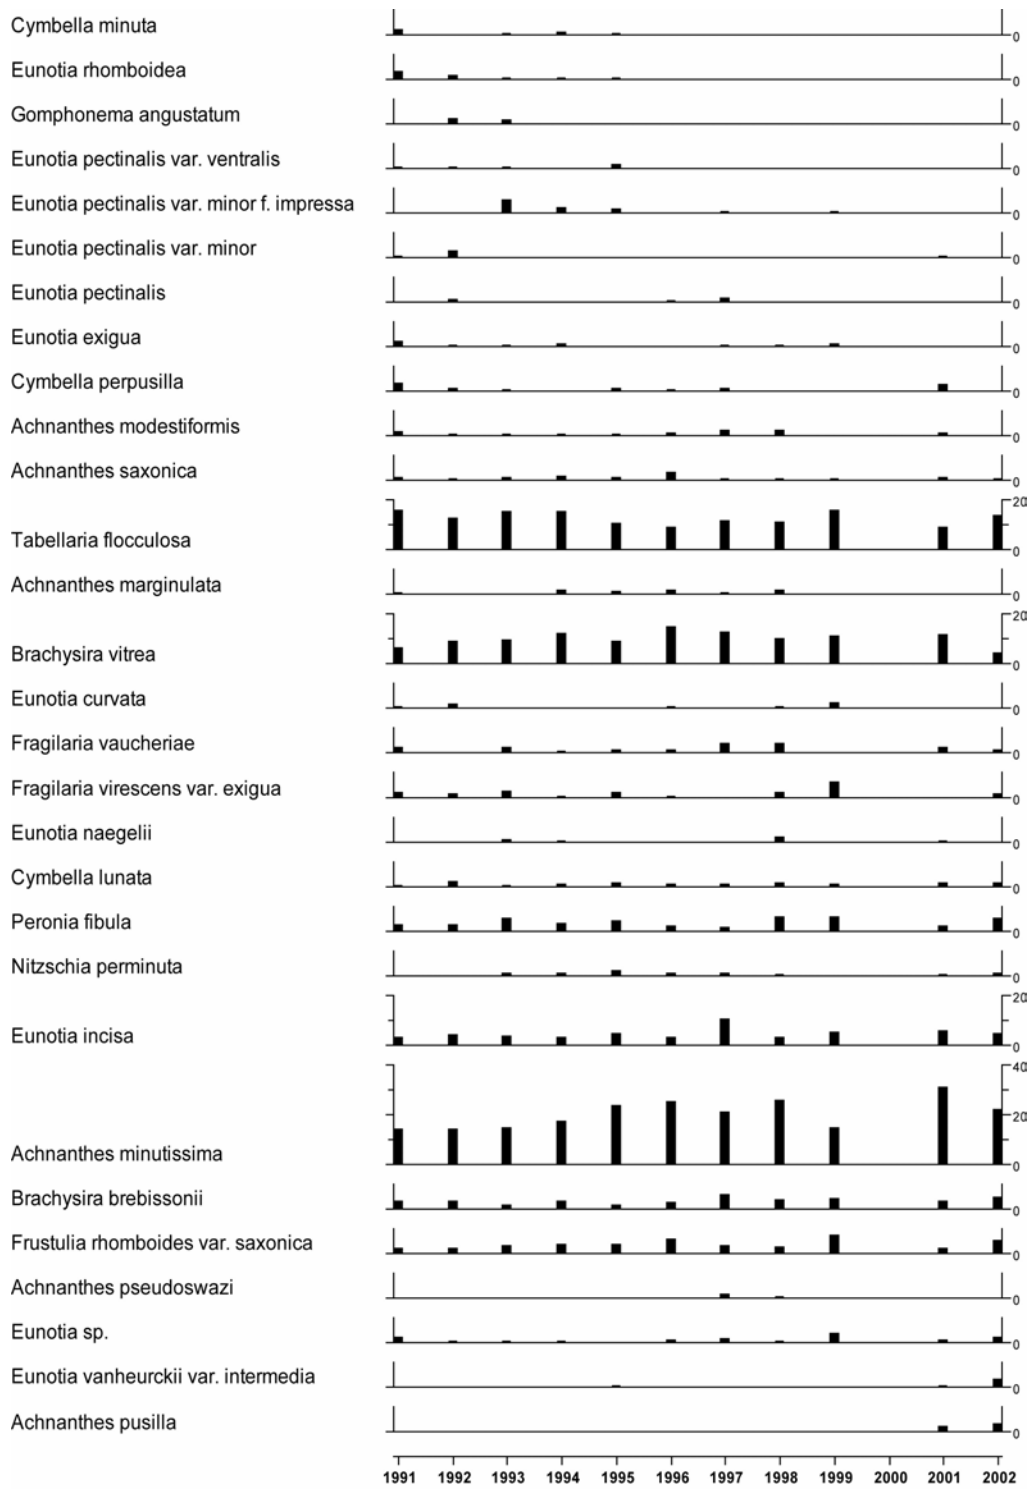 Cymbella minuta 0
Eunotia rhomboidea 0
Gomphonema angustatum 0
Eunotia pectinalis var. ventralis 0
Eunotia pectinalis var. minor f. impressa 0
Eunotia pectinalis var. minor 0
Eunotia pectinalis 0
Eunotia exigua 0
Cymbella perpusilla 0
Achnanthes modestiformis 0
Achnanthes saxonica 0
20
Tabellaria flocculosa 0
Achnanthes marginulata 0
20
Brachysira vitrea 0
Eunotia curvata 0
Fragilaria vaucheriae 0
Fragilaria virescens var. exigua 0
Eunotia naegelii 0
Cymbella lunata 0
Peronia fibula 0
Nitzschia perminuta 0
20
Eunotia incisa 0
40
20
Achnanthes minutissima 0
Brachysira brebissonii 0
Frustulia rhomboides var. saxonica 0
Achnanthes pseudoswazi 0
Eunotia sp. 0
Eunotia vanheurckii var. intermedia 0
Achnanthes pusilla 0
1991 1992 1993 1994 1995 1996 1997 1998 1999 2000 2001 2002